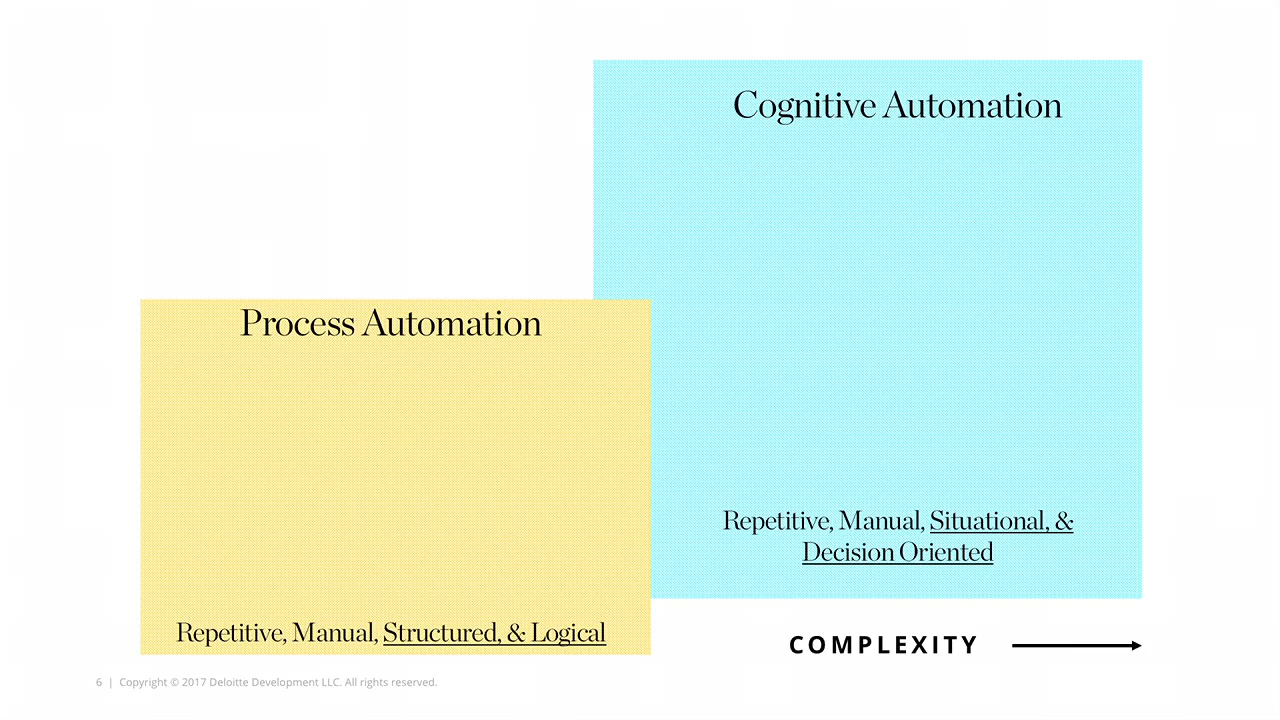 Cognitive Automation
Process Automation
Repetitive, Manual, Situational, &
Decision Oriented
Repetitive, Manual, Structured, & Logical
COMPLEXITY
6 | Copyright © 2017 Deloitte Development LLC. All rights reserved.